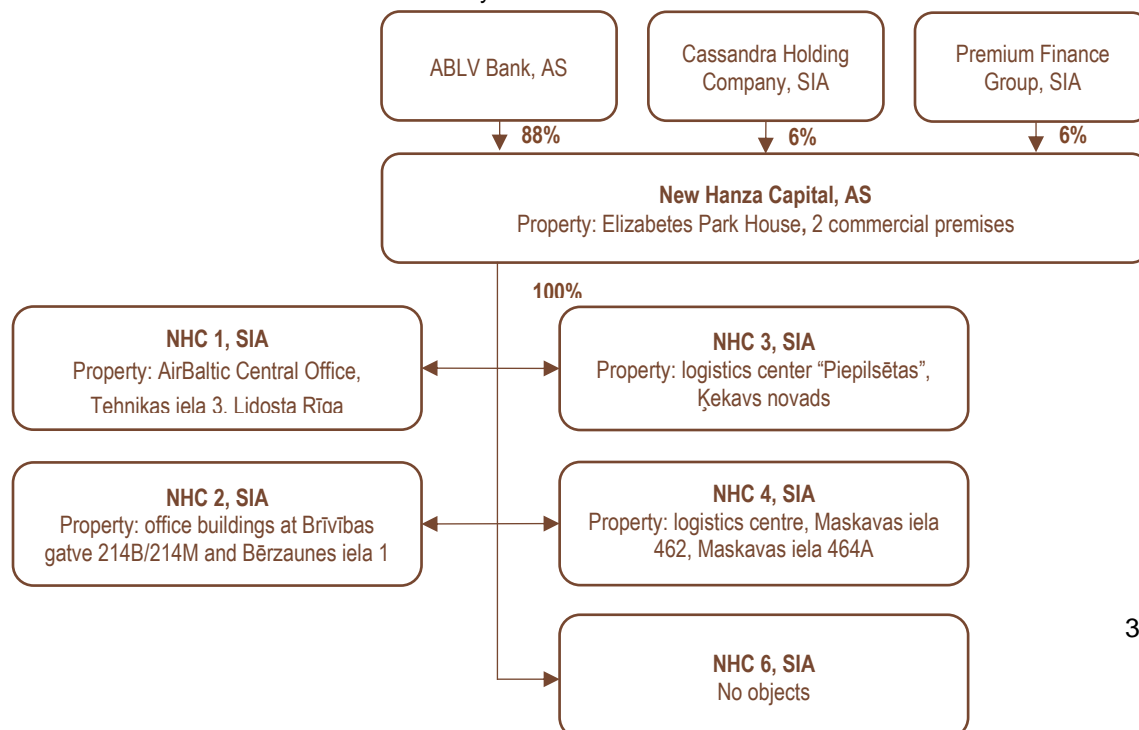 ABLV Bank, AS
Cassandra Holding
Company, SIA
Premium Finance
Group, SIA
88%
6%
6%
New Hanza Capital, AS
Property: Elizabetes Park House, 2 commercial premises
100%
NHC 1, SIA
Property: AirBaltic Central Office,
Tehnikas iela 3, Lidosta Rīga
NHC 3, SIA
Property: logistics center “Piepilsētas”,
Ķekavs novads
NHC 2, SIA
Property: office buildings at Brīvības
gatve 214B/214M and Bērzaunes iela 1
NHC 4, SIA
Property: logistics centre, Maskavas iela
462, Maskavas iela 464A
3
NHC 6, SIA
No objects